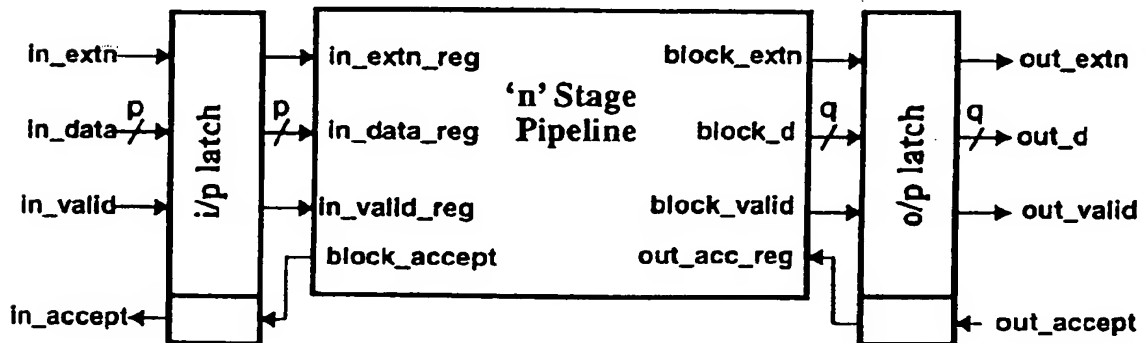 in_extn in_extn_reg block_extn out_extn
'n' Stage
p p q q
Pipeline
in_data in_data_reg block_d out_d
i/p latch
o/p latch
in_valid in_valid_reg block_valid out_valid
block_accept out_acc_reg
in_accept out_accept